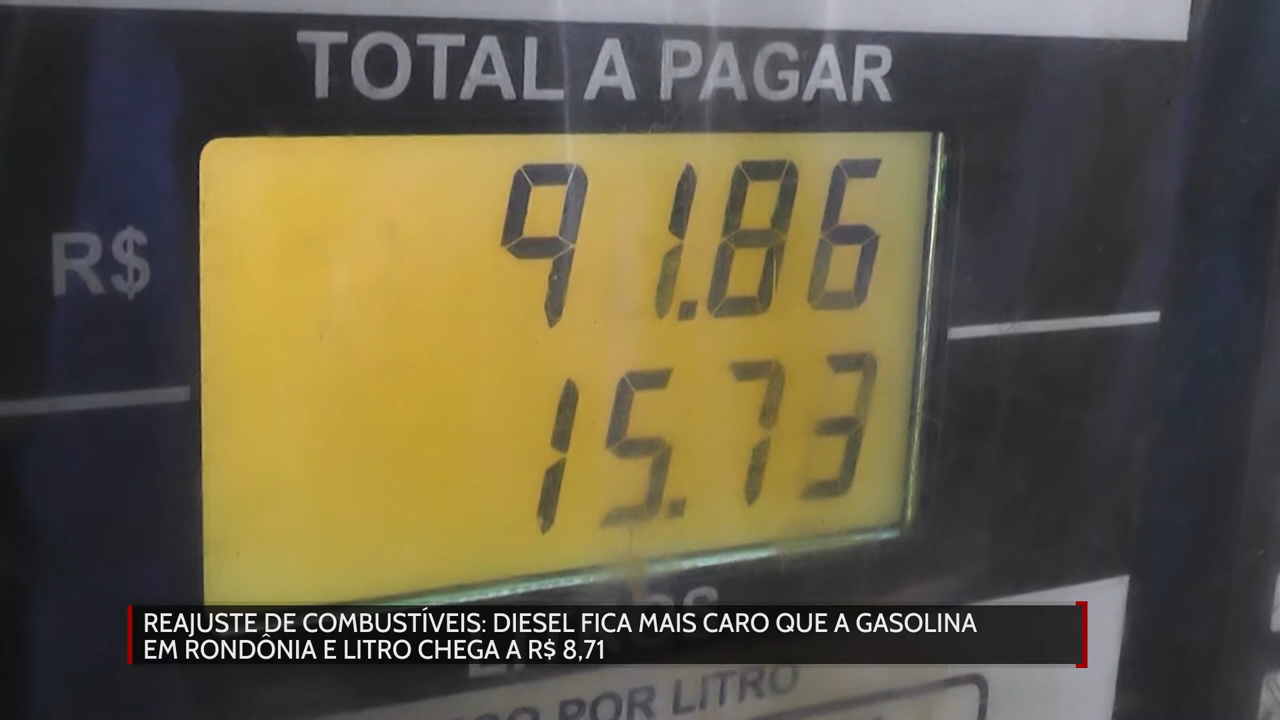 TOTAL A PAGAR
R$
91.86
15.73
REAJUSTE DE COMBUSTÍVEIS: DIESEL FICA MAIS CARO QUE A GASOLINA
EM RONDÔNIA E LITRO CHEGA A R$ 8,71
POR LITRO